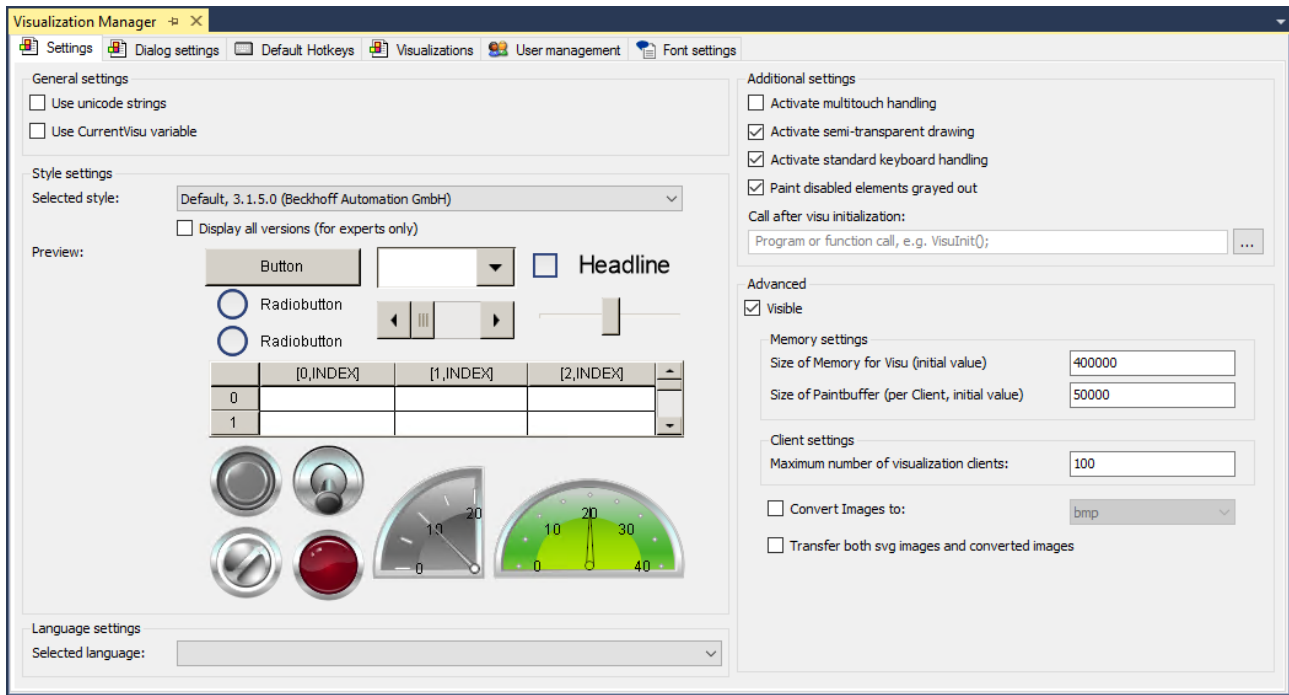 Visualization Manager
Settings
Dialog settings
Default Hotkeys
Visualizations
User management
Font settings
General settings
Use unicode strings
Use CurrentVisu variable
Style settings
Selected style:
Default, 3.1.5.0 (Beckhoff Automation GmbH)
Display all versions (for experts only)
Preview:
Button
Headline
Radiobutton
Radiobutton
[0,INDEX]
[1,INDEX]
[2,INDEX]
0
1
0
10
20
0
10
20
30
40
Language settings
Selected language:
Additional settings
Activate multitouch handling
Activate semi-transparent drawing
Activate standard keyboard handling
Paint disabled elements grayed out
Call after visu initialization:
Program or function call, e.g. VisuInit();
...
Advanced
Visible
Memory settings
Size of Memory for Visu (initial value)
400000
Size of Paintbuffer (per Client, initial value)
50000
Client settings
Maximum number of visualization clients:
100
Convert Images to:
bmp
Transfer both svg images and converted images